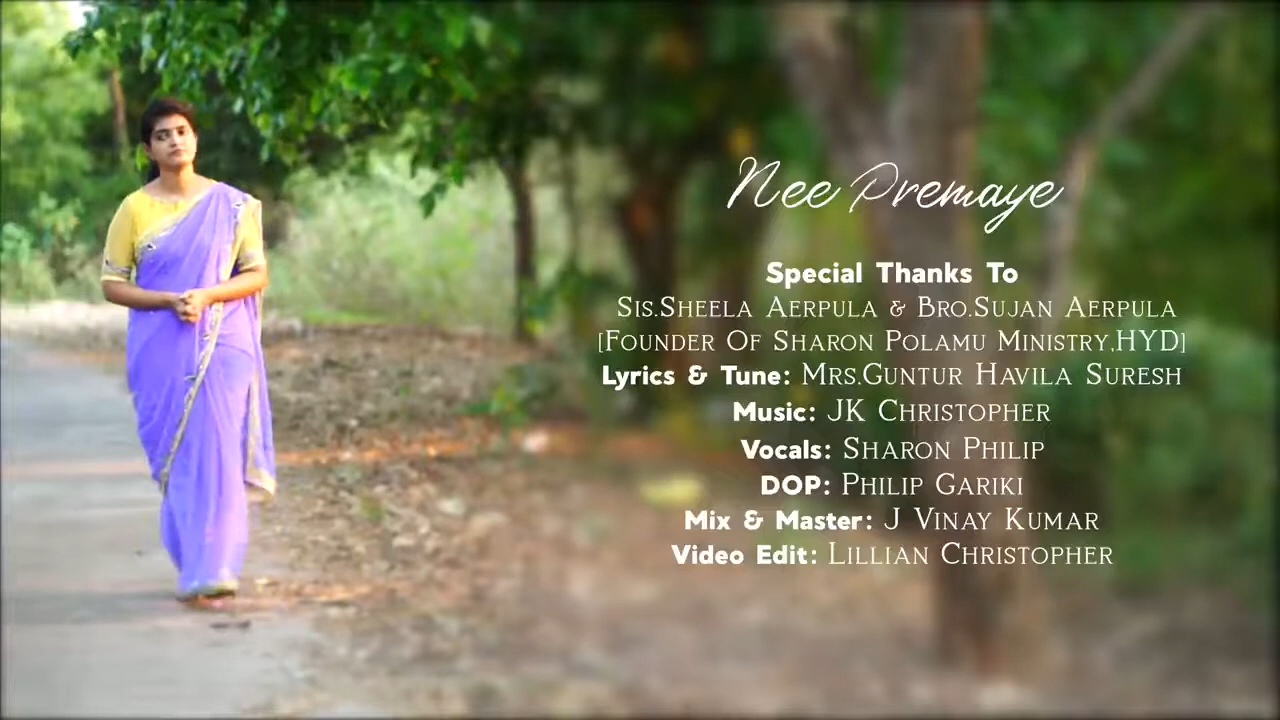 Nee Premaye
Special Thanks To
Sis.Sheela Aerpula & Bro.Sujan Aerpula
[Founder Of Sharon Polamu Ministry,HYD]
Lyrics & Tune: Mrs.Guntur Havila Suresh
Music: JK Christopher
Vocals: Sharon Philip
DOP: Philip Gariki
Mix & Master: J Vinay Kumar
Video Edit: Lillian Christopher